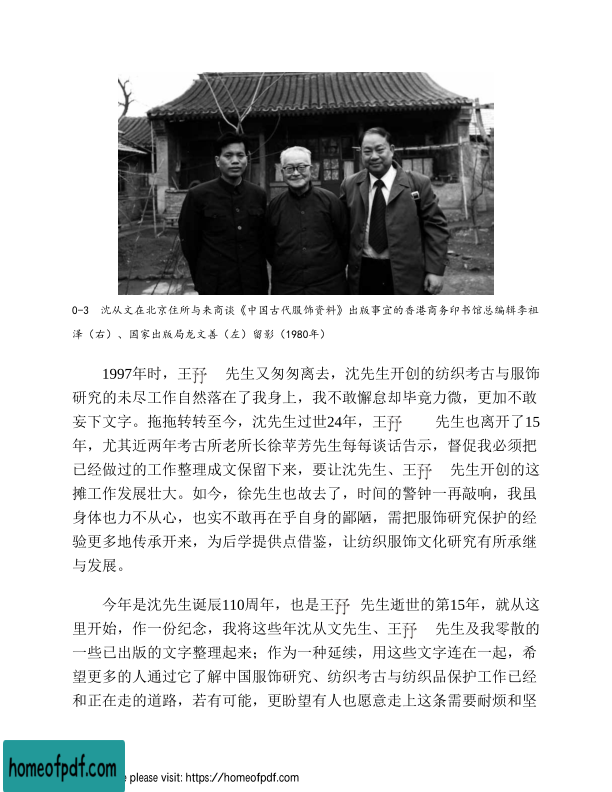 0-3 沈从文在北京住所与来商谈《中国古代服饰资料》出版事宜的香港商务印书馆总编辑李祖
泽（右）、国家出版局龙文善（左）留影（1980年）
1997年时，王㐨 先生又匆匆离去，沈先生开创的纺织考古与服饰
研究的未尽工作自然落在了我身上，我不敢懈怠却毕竟力微，更加不敢
妄下文字。拖拖转转至今，沈先生过世24年，王㐨 先生也离开了15
年，尤其近两年考古所老所长徐苹芳先生每每谈话告示，督促我必须把
已经做过的工作整理成文保留下来，要让沈先生、王㐨 先生开创的这
摊工作发展壮大。如今，徐先生也故去了，时间的警钟一再敲响，我虽
身体也力不从心，也实不敢再在乎自身的鄙陋，需把服饰研究保护的经
验更多地传承开来，为后学提供点借鉴，让纺织服饰文化研究有所承继
与发展。
今年是沈先生诞辰110周年，也是王㐨 先生逝世的第15年，就从这
里开始，作一份纪念，我将这些年沈从文先生、王㐨 先生及我零散的
一些已出版的文字整理起来；作为一种延续，用这些文字连在一起，希
望更多的人通过它了解中国服饰研究、纺织考古与纺织品保护工作已经
和正在走的道路，若有可能，更盼望有人也愿意走上这条需要耐烦和坚
homeofpdf.com
e please visit: https://homeofpdf.com